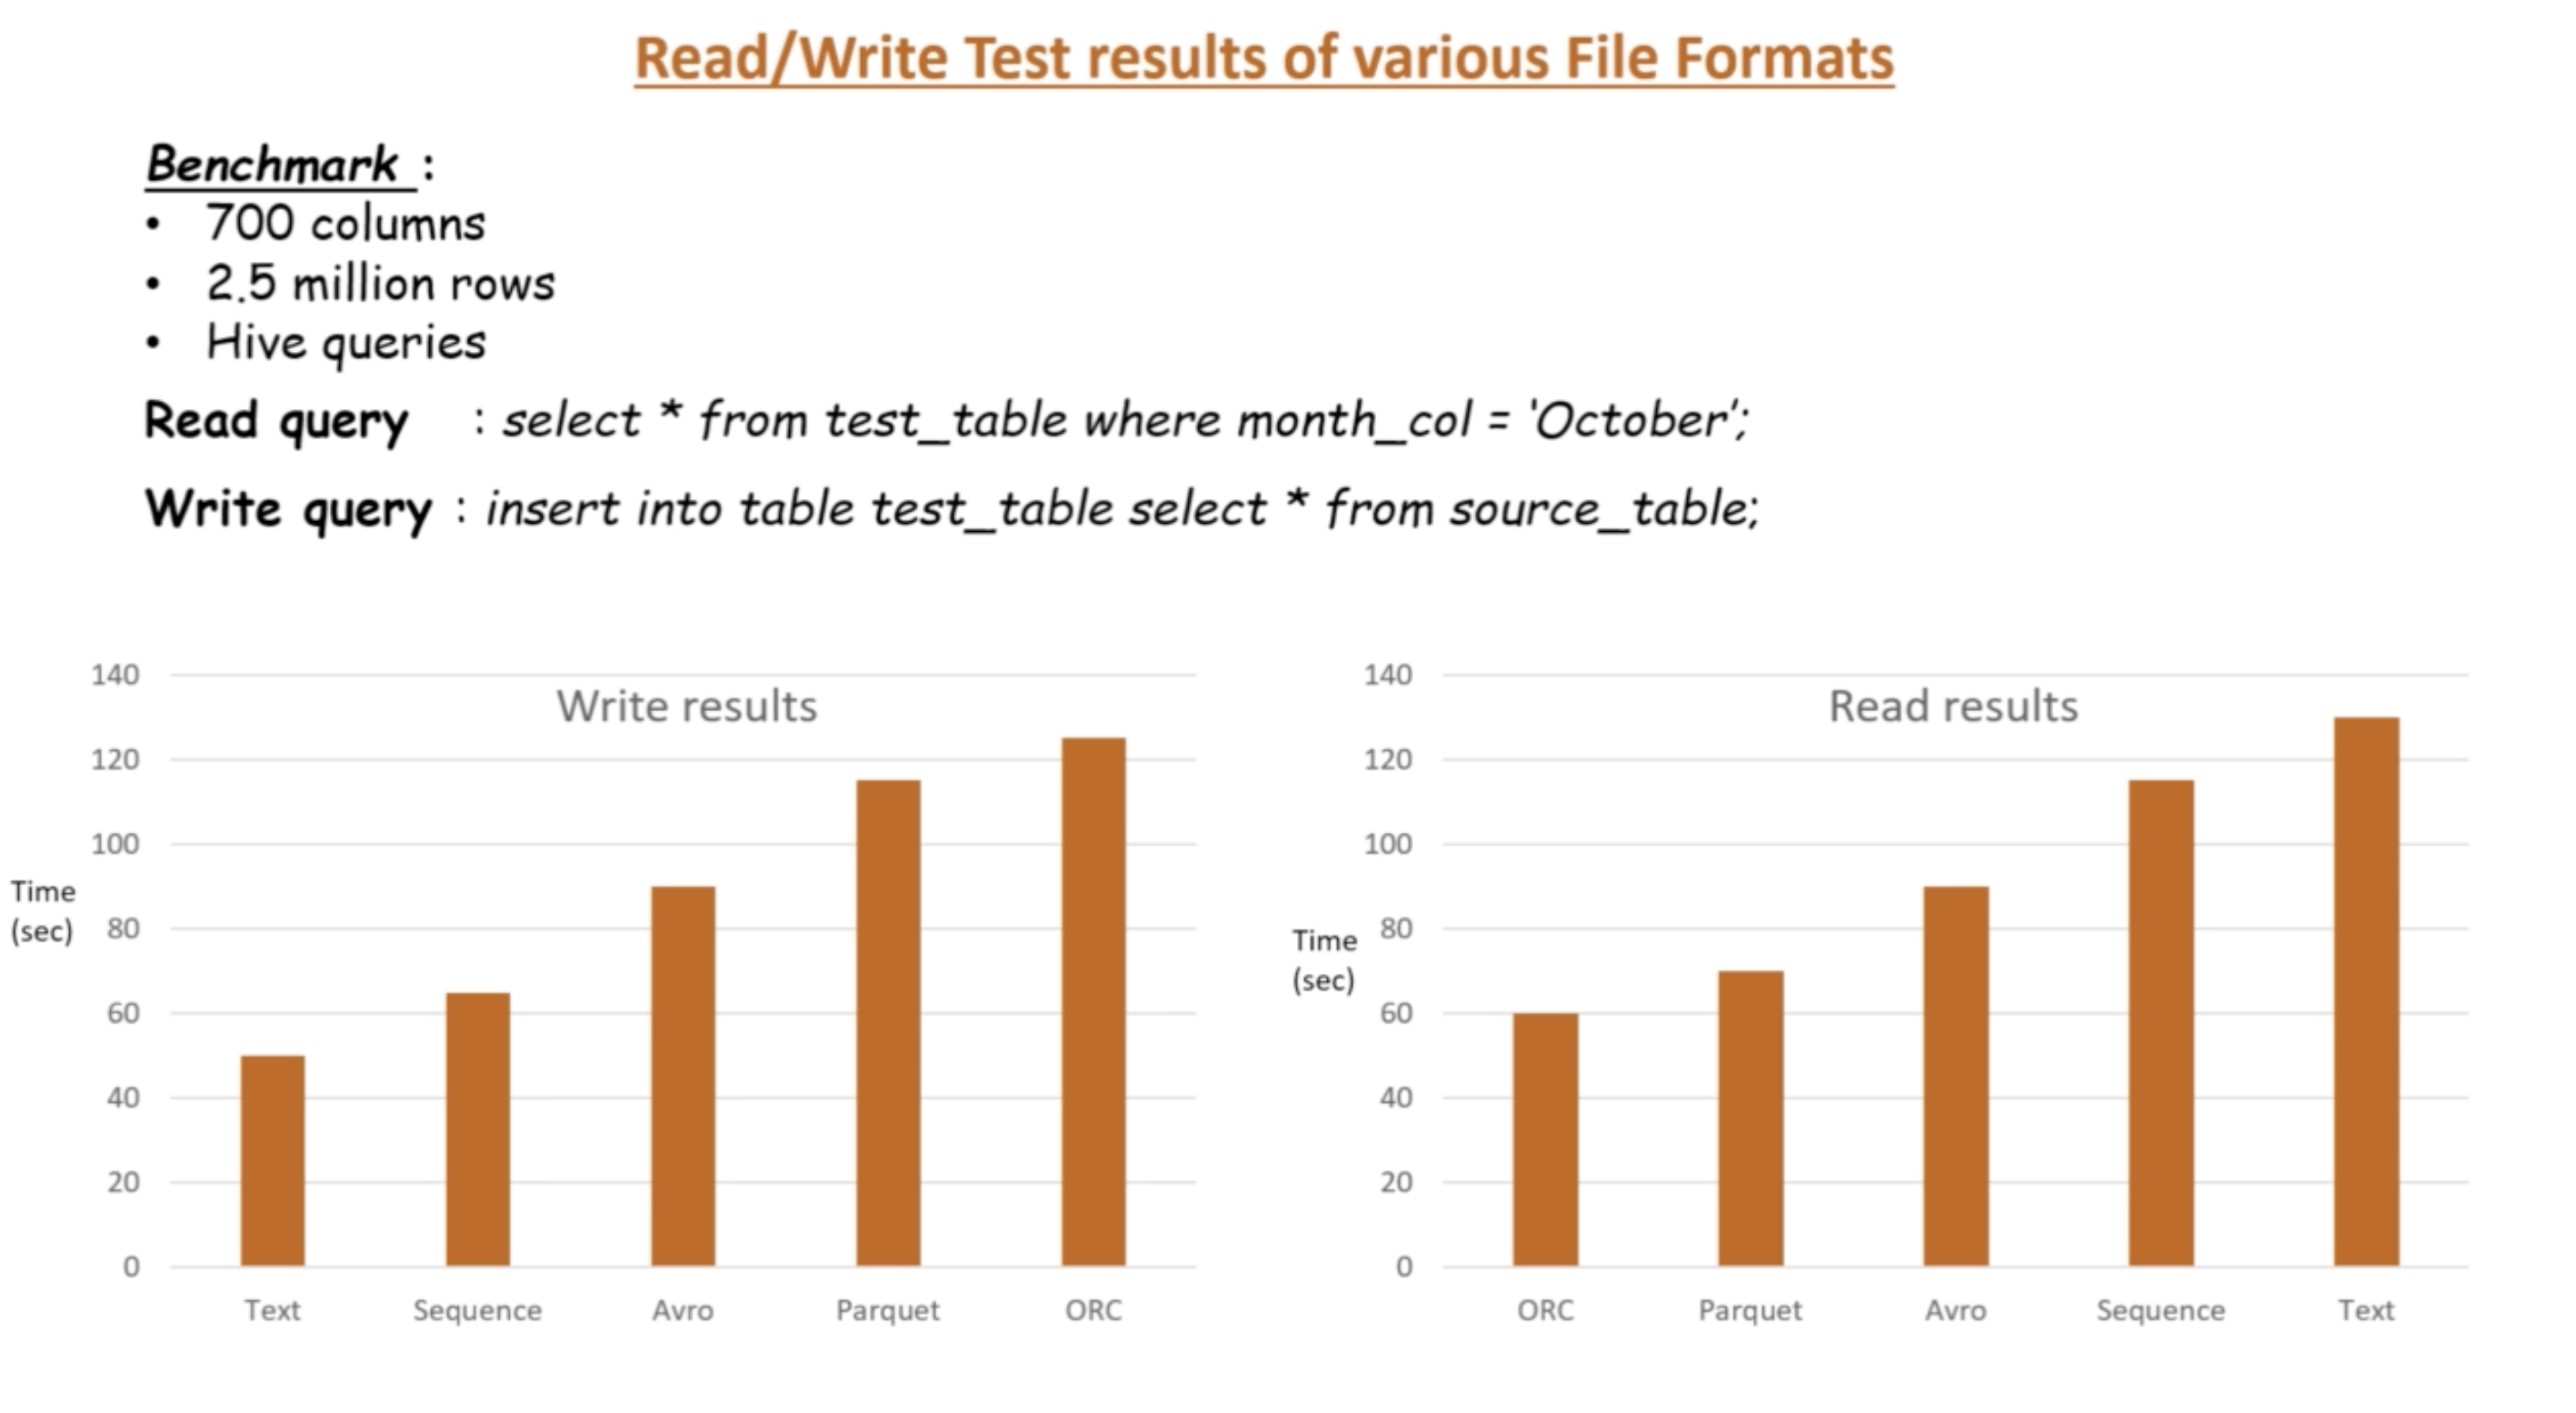 Read/Write Test results of various File Formats
Benchmark :
• 700 columns
• 2.5 million rows
• Hive queries
Read query : select * from test_table where month_col = ‘October’;
Write query : insert into table test_table select * from source_table;
Write results
140
120
100
80
60
40
20
0
Time
(sec)
Text Sequence Avro Parquet ORC
Read results
140
120
100
80
60
40
20
0
Time
(sec)
ORC Parquet Avro Sequence Text